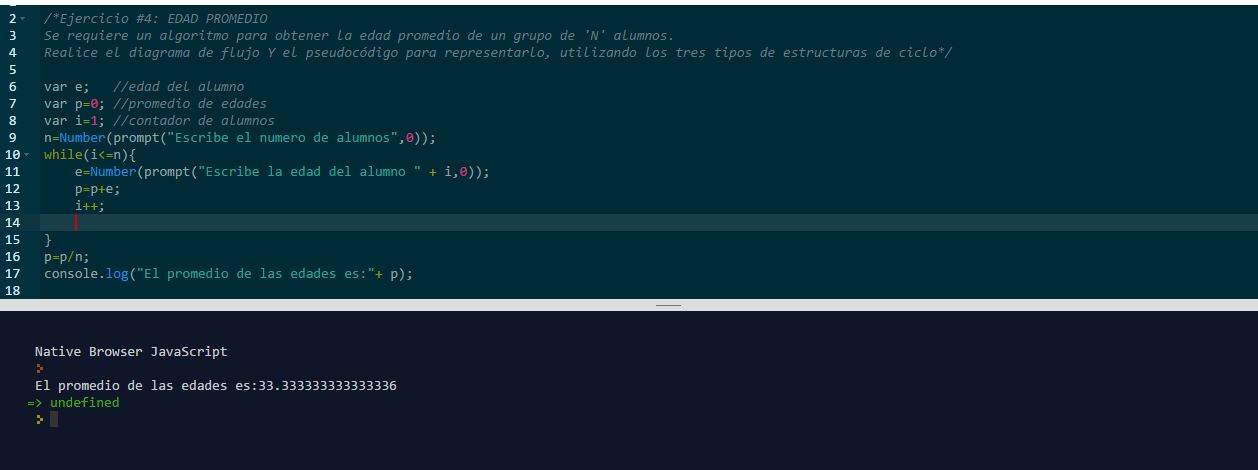 2 /*Ejercicio #4: EDAD PROMEDIO
3 Se requiere un algoritmo para obtener la edad promedio de un grupo de 'N' alumnos.
4 Realice el diagrama de flujo Y el pseudocódigo para representarlo, utilizando los tres tipos de estructuras de ciclo*/
5
6 var e;   //edad del alumno
7 var p=0; //promedio de edades
8 var i=1; //contador de alumnos
9 n=Number(prompt("Escribe el numero de alumnos",0));
10 while(i<=n){
11     e=Number(prompt("Escribe la edad del alumno " + i,0));
12     p=p+e;
13     i++;
14
15 }
16 p=p/n;
17 console.log("El promedio de las edades es:"+ p);
18
Native Browser JavaScript
El promedio de las edades es:33.333333333333336
=> undefined